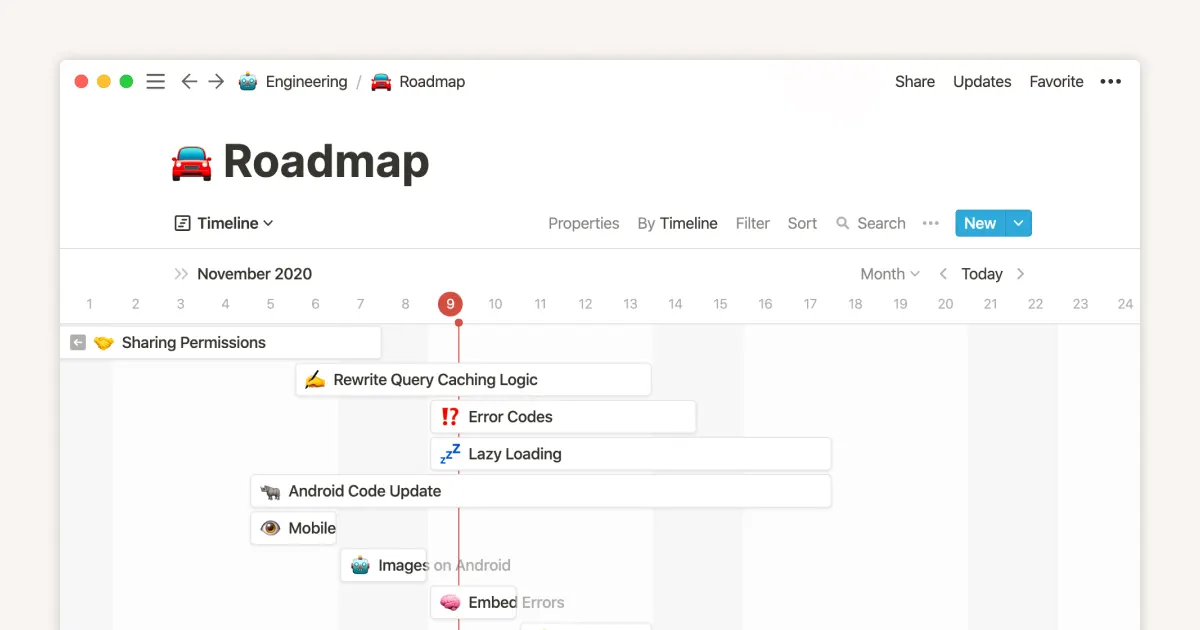 Engineering / Roadmap Share Updates Favorite •••
Roadmap
Timeline Properties By Timeline Filter Sort Search ••• New
November 2020 Month Today
1 2 3 4 5 6 7 8 9 10 11 12 13 14 15 16 17 18 19 20 21 22 23 24
Sharing Permissions
Rewrite Query Caching Logic
⁉ Error Codes
zzZ Lazy Loading
Android Code Update
Mobile
Images on Android
Embed Errors